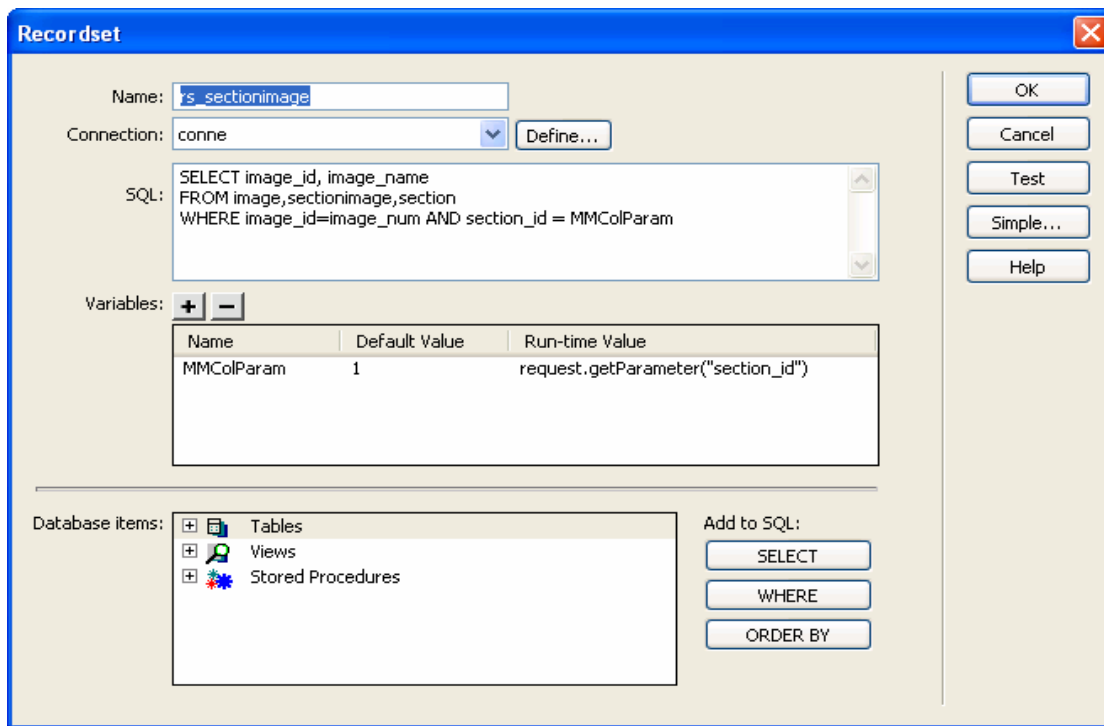 Recordset
Name: rs_sectionimage
Connection: conne Define...
SQL: SELECT image_id, image_name
FROM image,sectionimage,section
WHERE image_id=image_num AND section_id = MMColParam
Variables: + −
Name Default Value Run-time Value
MMColParam 1 request.getParameter("section_id")
Database items: Tables
Views
Stored Procedures
Add to SQL:
SELECT
WHERE
ORDER BY
OK
Cancel
Test
Simple...
Help